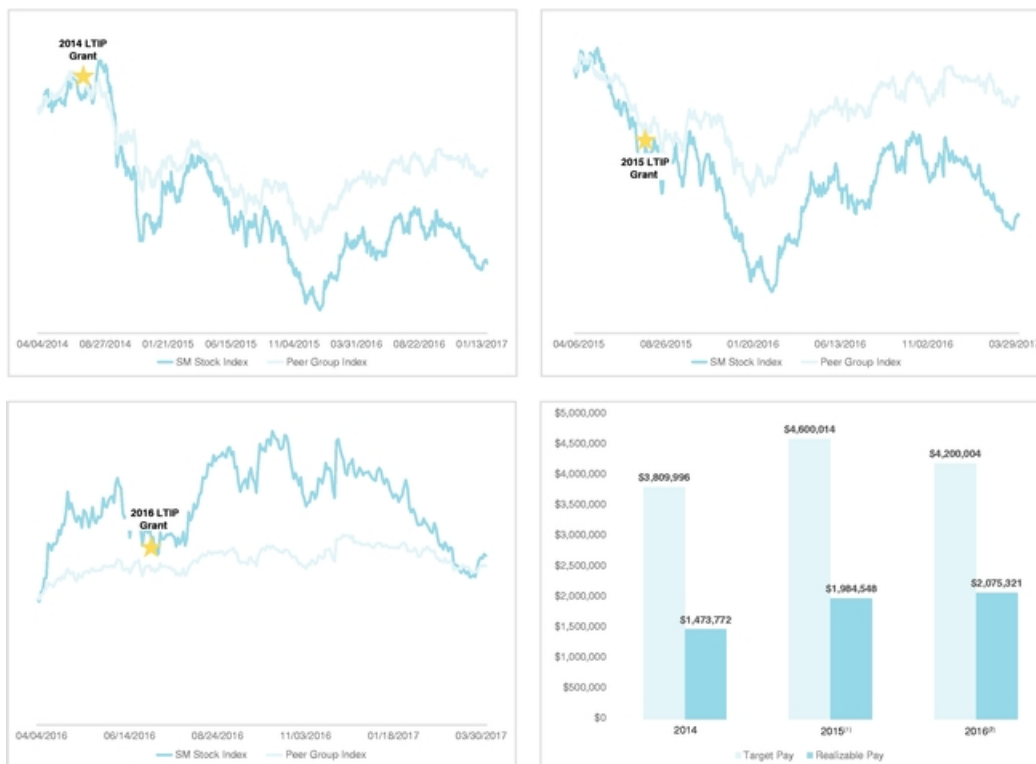 2014 LTIP
Grant
04/04/2014 08/27/2014 01/21/2015 06/15/2015 11/04/2015 03/31/2016 08/22/2016 01/13/2017
SM Stock Index Peer Group Index
2015 LTIP
Grant
04/06/2015 08/26/2015 01/20/2016 06/13/2016 11/02/2016 03/29/201
SM Stock Index Peer Group Index
2016 LTIP
Grant
04/04/2016 06/14/2016 08/24/2016 11/03/2016 01/18/2017 03/30/2017
SM Stock Index Peer Group Index
$5,000,000
$4,500,000
$4,000,000
$3,500,000
$3,000,000
$2,500,000
$2,000,000
$1,500,000
$1,000,000
$500,000
$0
$3,809,996
$1,473,772
$4,600,014
$1,984,548
$4,200,004
$2,075,321
2014 2015(1) 2016(2)
Target Pay Realizable Pay